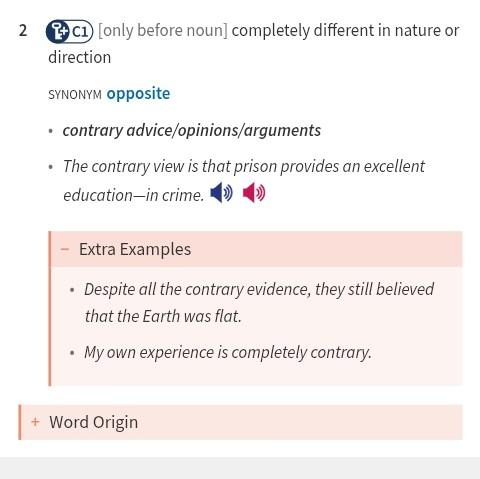 2 C1 [only before noun] completely different in nature or
direction
SYNONYM opposite
• contrary advice/opinions/arguments
• The contrary view is that prison provides an excellent
education—in crime.
− Extra Examples
• Despite all the contrary evidence, they still believed
that the Earth was flat.
• My own experience is completely contrary.
+ Word Origin